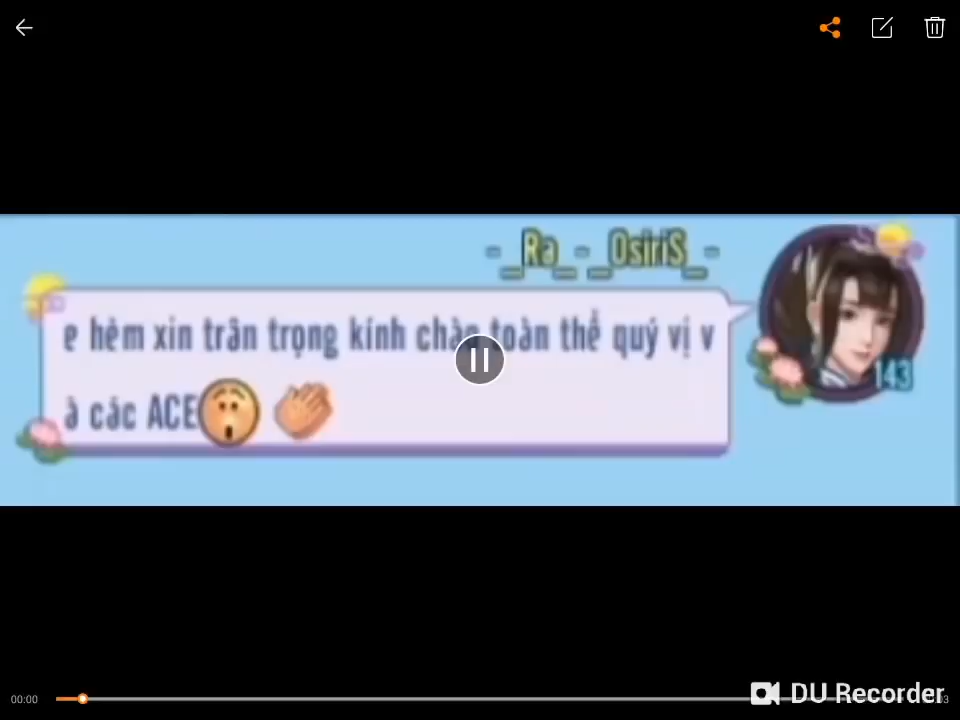 -_Ra_-_OsiriS_-
e hèm xin trân trọng kính chào toàn thể quý vị v
à các ACE
143
00:00
DU Recorder